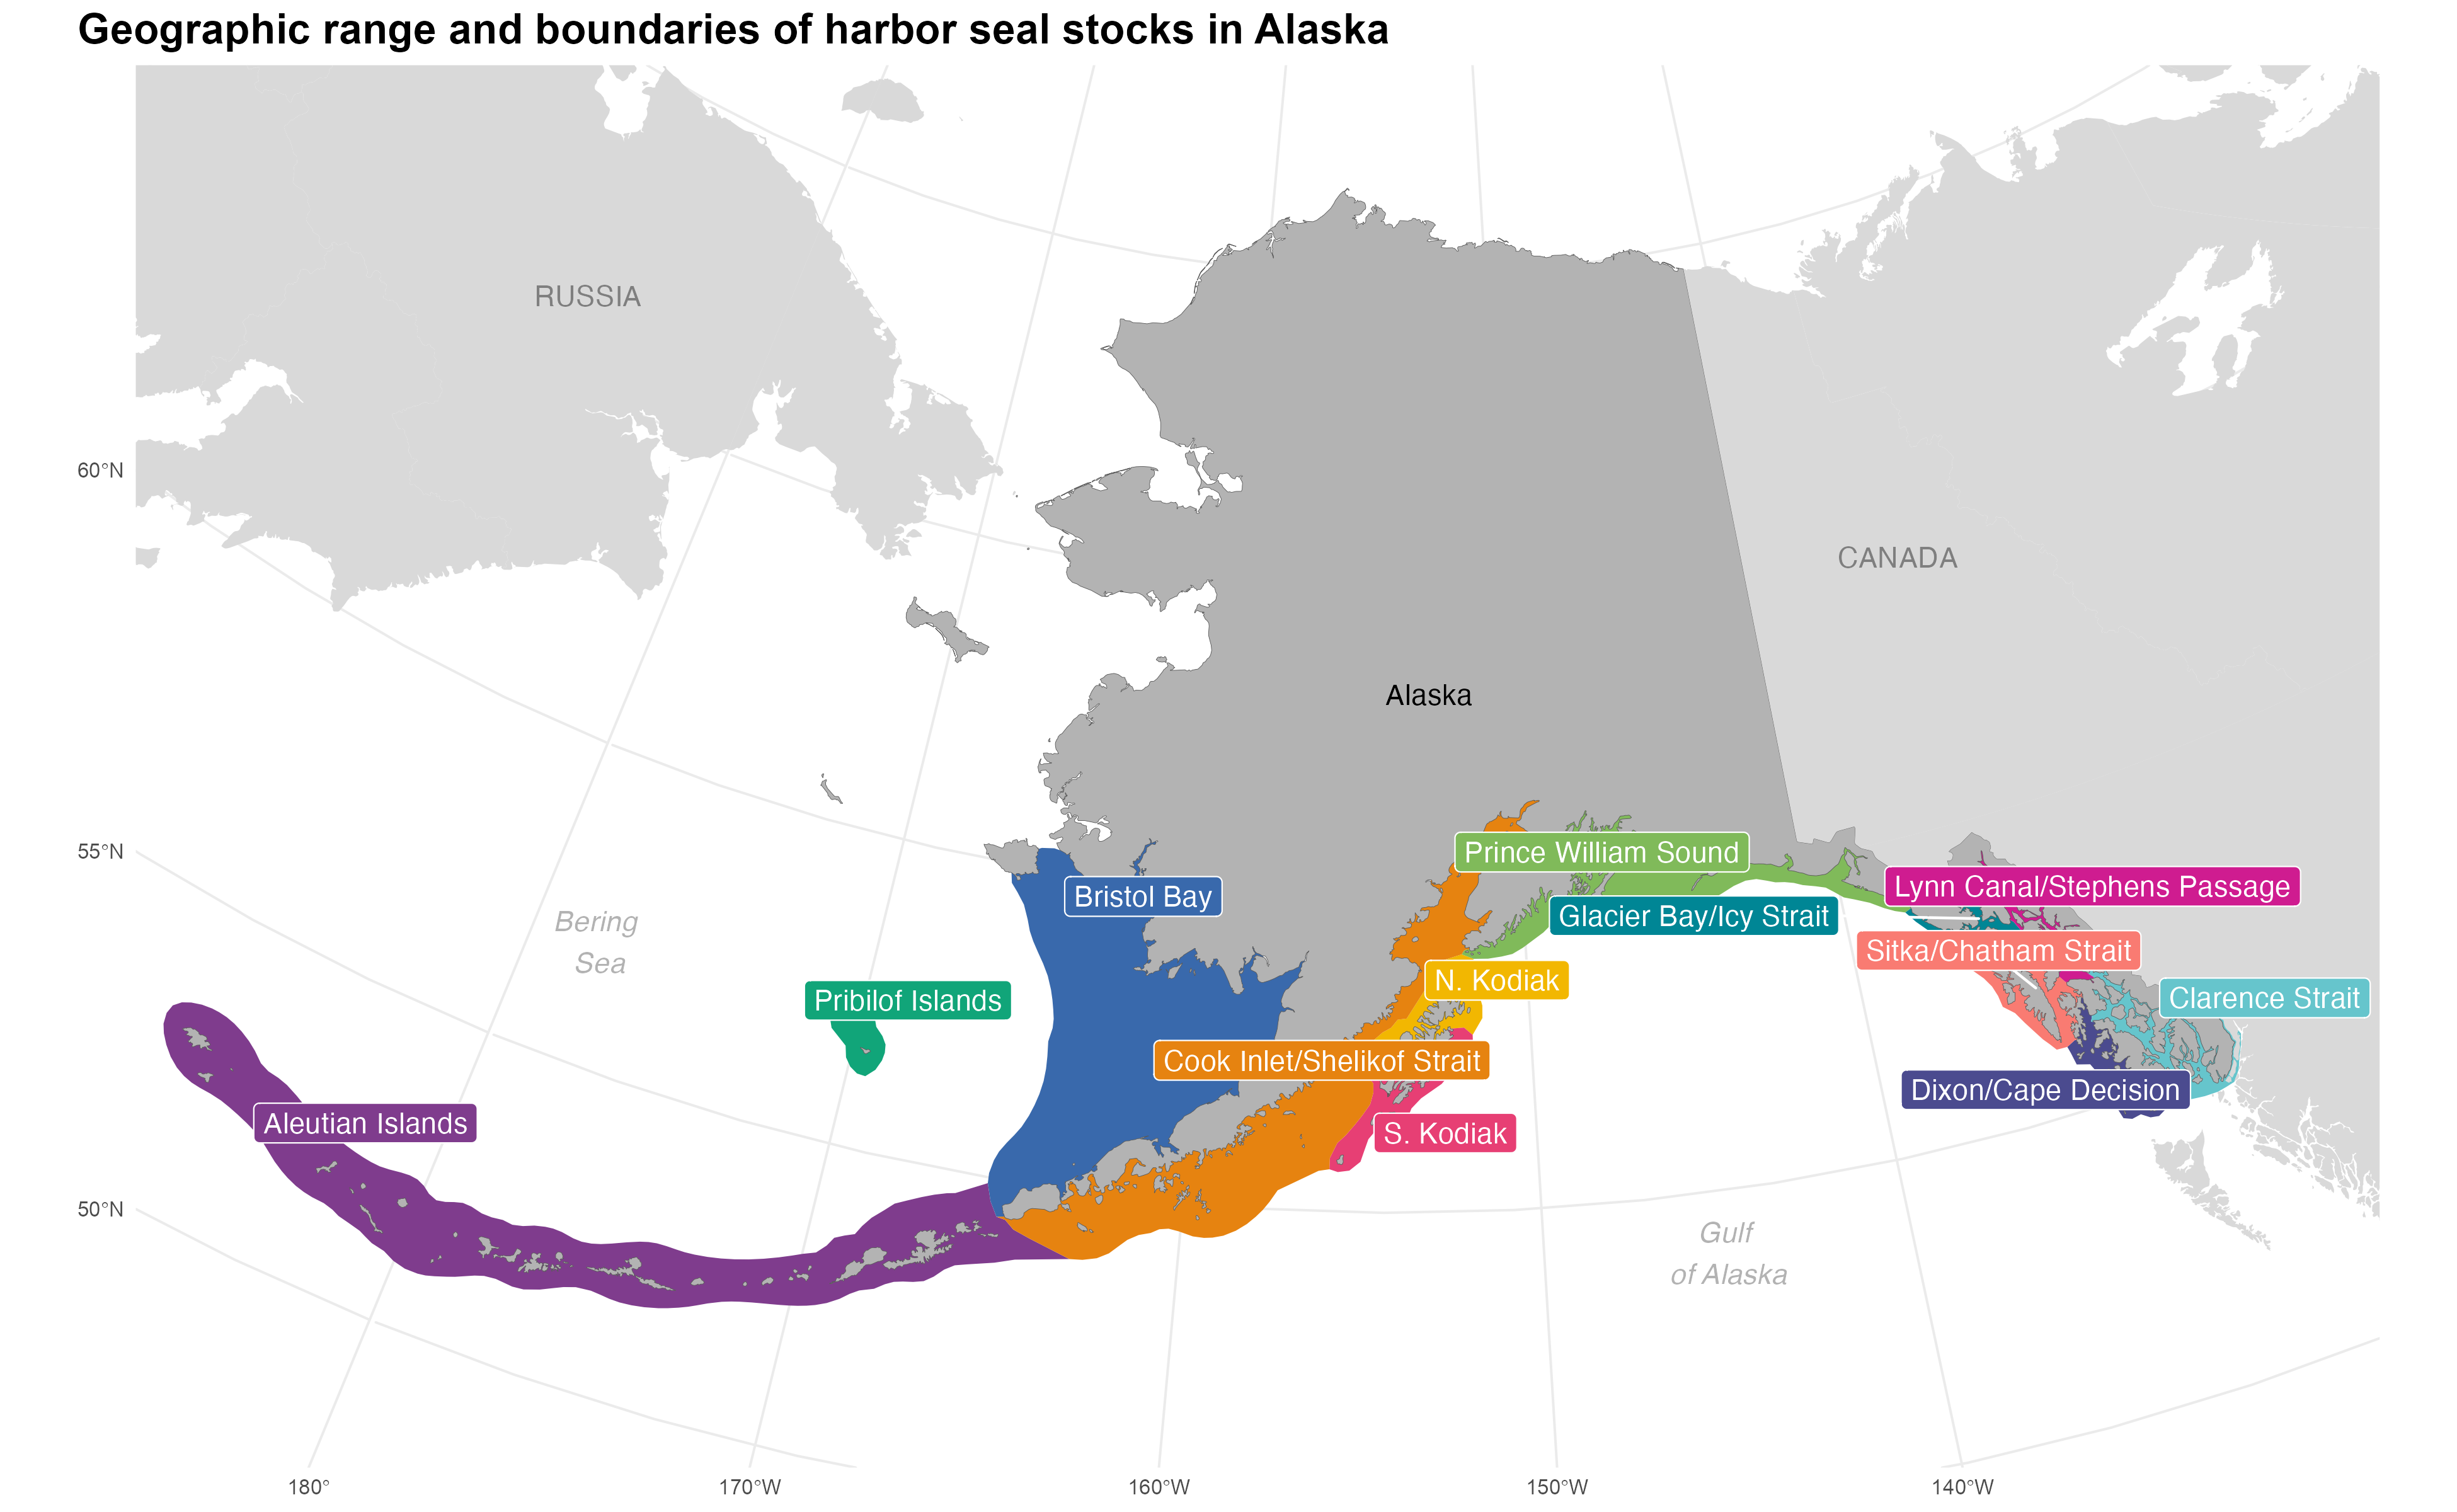 Geographic range and boundaries of harbor seal stocks in Alaska
RUSSIA
60°N
CANADA
Alaska
55°N
Prince William Sound
Lynn Canal/Stephens Passage
Bristol Bay
Glacier Bay/Icy Strait
Bering
Sea
Sitka/Chatham Strait
N. Kodiak
Pribilof Islands
Clarence Strait
Cook Inlet/Shelikof Strait
Dixon/Cape Decision
Aleutian Islands
S. Kodiak
50°N
Gulf
of Alaska
180°
170°W
160°W
150°W
140°W